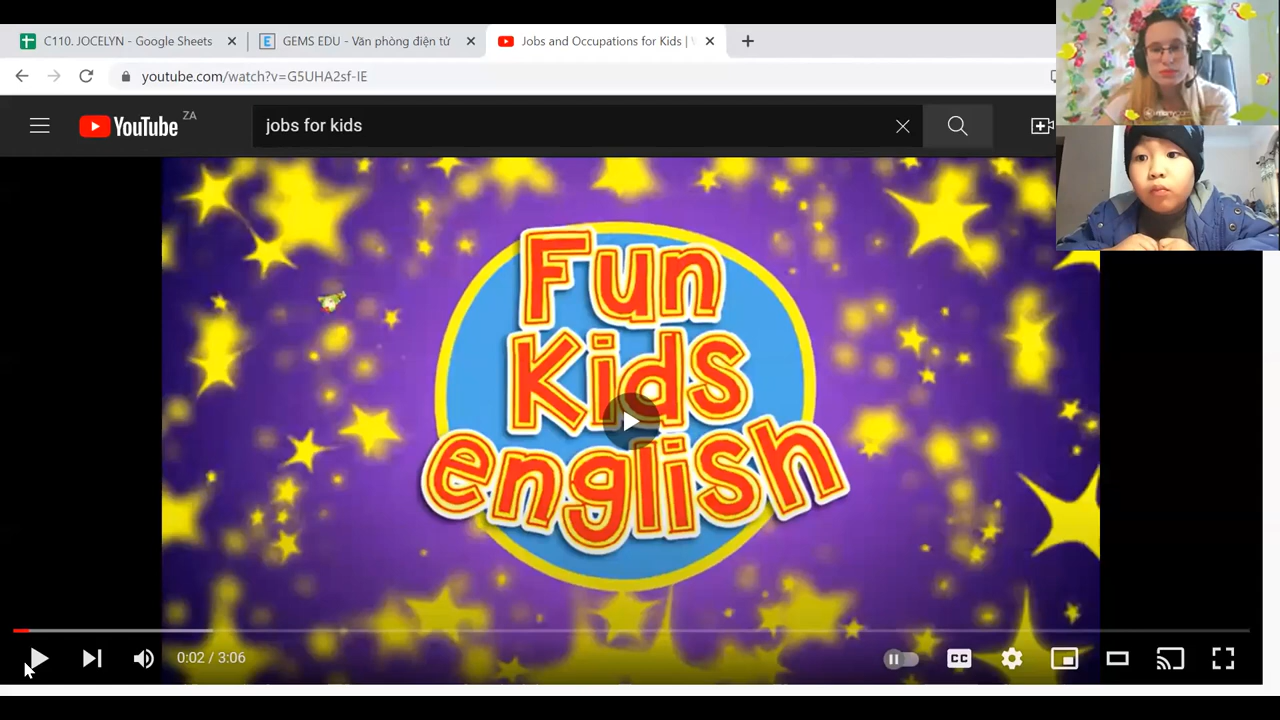 C110. JOCELYN - Google Sheets
GEMS EDU - Văn phòng điện tử
Jobs and Occupations for Kids |
youtube.com/watch?v=G5UHA2sf-IE
YouTube ZA
jobs for kids
Fun
Kids
english
0:02 / 3:06
CC